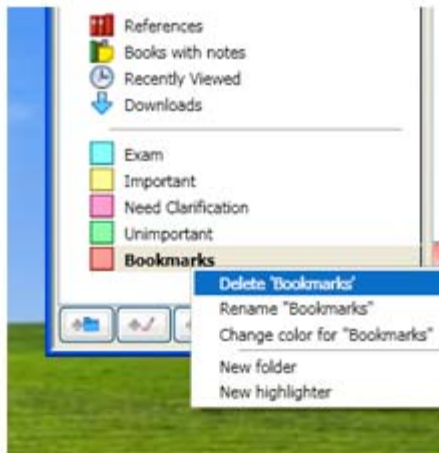 References
Books with notes
Recently Viewed
Downloads
Exam
Important
Need Clarification
Unimportant
Bookmarks
Delete 'Bookmarks'
Rename "Bookmarks"
Change color for "Bookmarks"
New folder
New highlighter